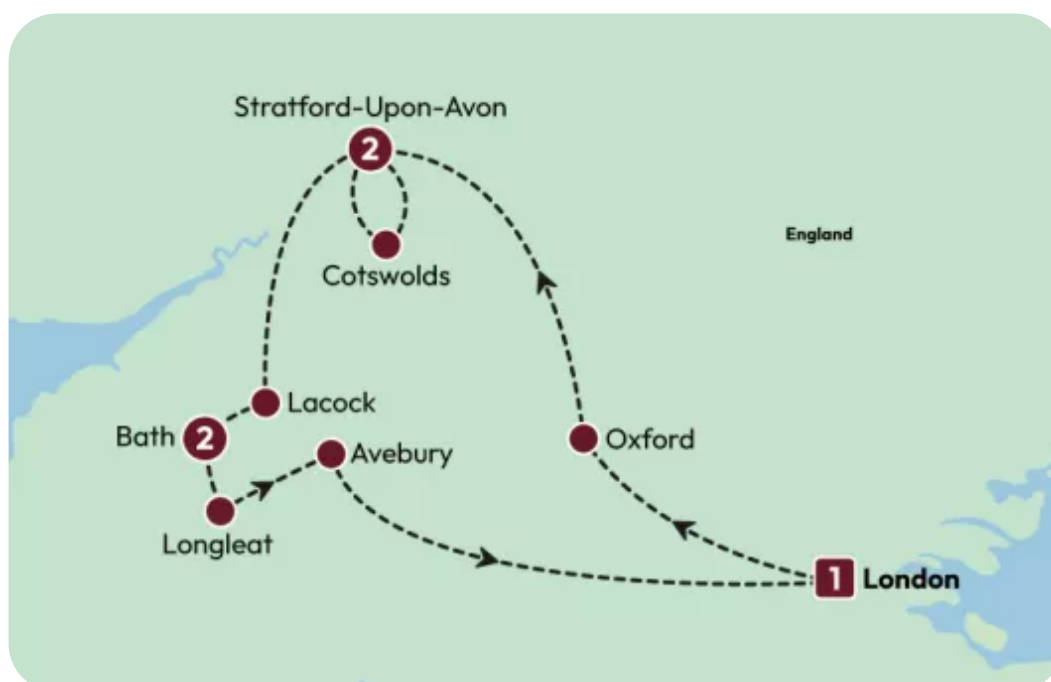 Stratford-Upon-Avon
2
England
Cotswolds
Lacock
Bath 2
Avebury
Oxford
Longleat
1 London